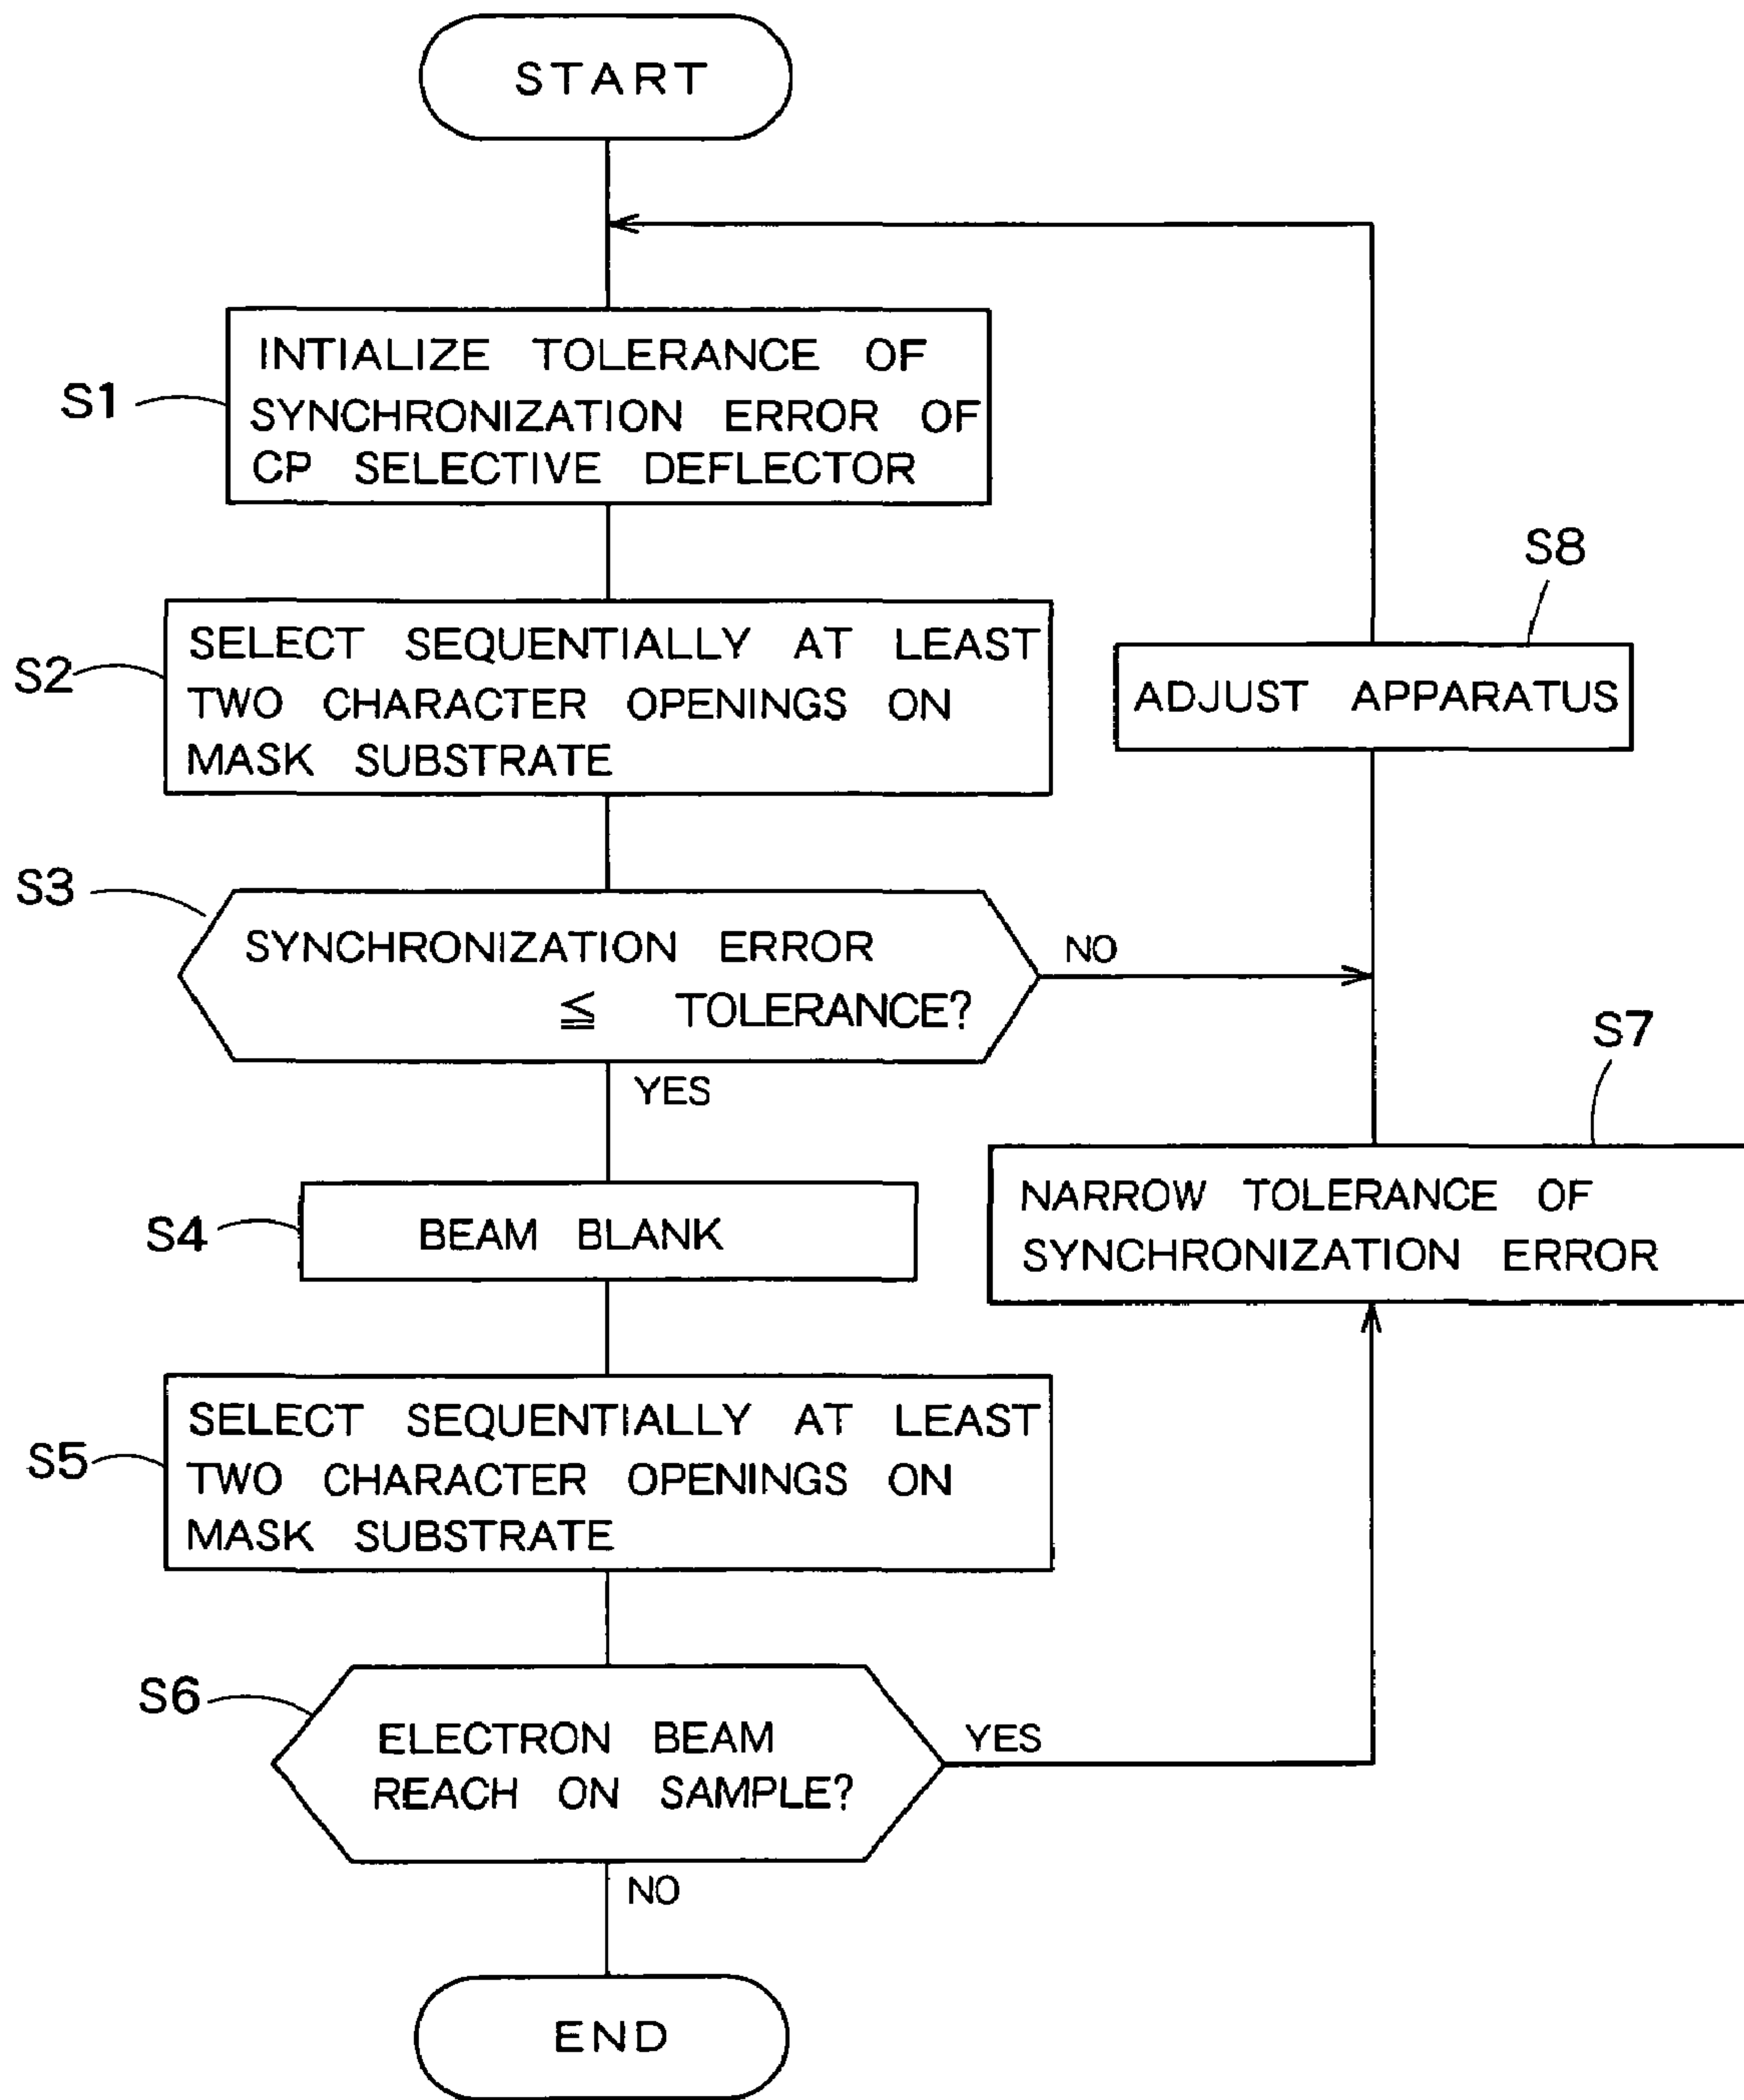 START
S1
INTIALIZE TOLERANCE OF
SYNCHRONIZATION ERROR OF
CP SELECTIVE DEFLECTOR
S2
SELECT SEQUENTIALLY AT LEAST
TWO CHARACTER OPENINGS ON
MASK SUBSTRATE
S8
ADJUST APPARATUS
S3
SYNCHRONIZATION ERROR
≦ TOLERANCE?
NO
YES
S7
NARROW TOLERANCE OF
SYNCHRONIZATION ERROR
S4
BEAM BLANK
S5
SELECT SEQUENTIALLY AT LEAST
TWO CHARACTER OPENINGS ON
MASK SUBSTRATE
S6
ELECTRON BEAM
REACH ON SAMPLE?
YES
NO
END